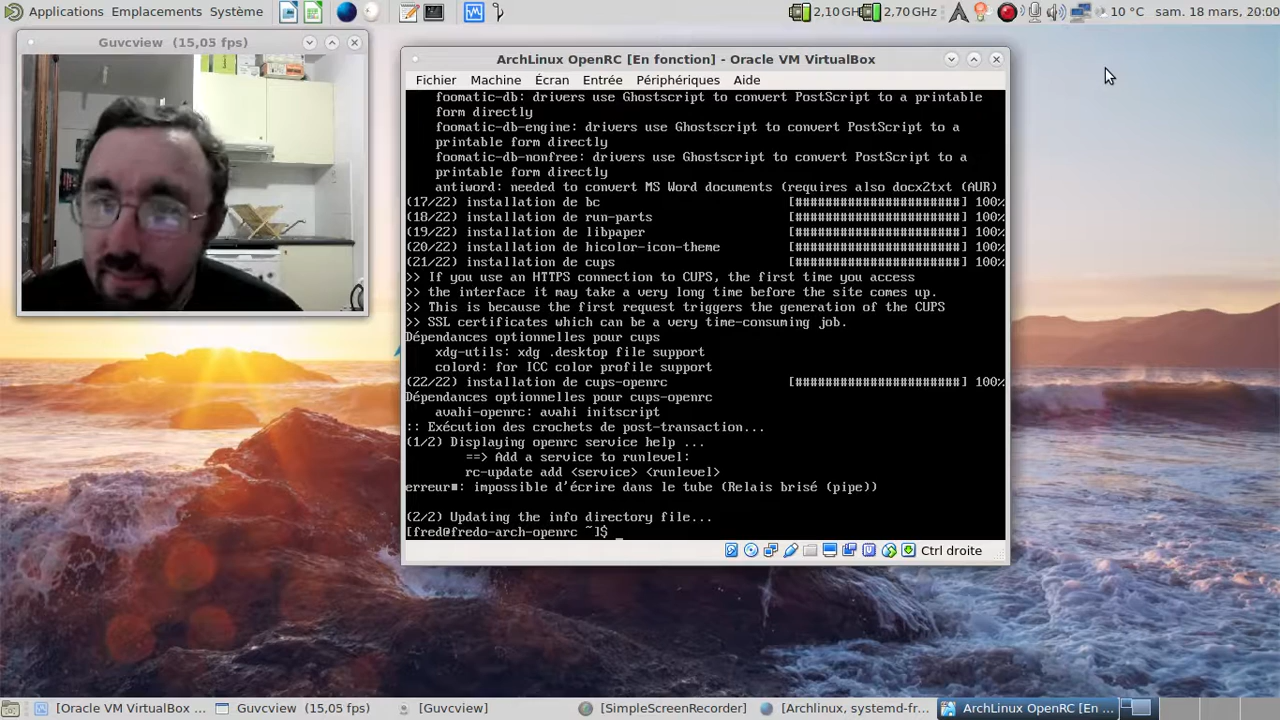 Applications Emplacements Système 2,10 GH 2,70 GHz 10 °C sam. 18 mars, 20:00
Guvcview (15,05 fps)
ArchLinux OpenRC [En fonction] - Oracle VM VirtualBox
Fichier Machine Écran Entrée Périphériques Aide
foomatic-db: drivers use Ghostscript to convert PostScript to a printable
form directly
foomatic-db-engine: drivers use Ghostscript to convert PostScript to a
printable form directly
foomatic-db-nonfree: drivers use Ghostscript to convert PostScript to a
printable form directly
antiword: needed to convert MS Word documents (requires also docx2txt (AUR)
(17/22) installation de bc [######################] 100%
(18/22) installation de run-parts [######################] 100%
(19/22) installation de libpaper [######################] 100%
(20/22) installation de hicolor-icon-theme [######################] 100%
(21/22) installation de cups [######################] 100%
>> If you use an HTTPS connection to CUPS, the first time you access
>> the interface it may take a very long time before the site comes up.
>> This is because the first request triggers the generation of the CUPS
>> SSL certificates which can be a very time-consuming job.
Dépendances optionnelles pour cups
xdg-utils: xdg .desktop file support
colord: for ICC color profile support
(22/22) installation de cups-openrc [######################] 100%
Dépendances optionnelles pour cups-openrc
avahi-openrc: avahi initscript
:: Exécution des crochets de post-transaction...
(1/2) Displaying openrc service help ...
==> Add a service to runlevel:
rc-update add <service> <runlevel>
erreur■: impossible d'écrire dans le tube (Relais brisé (pipe))
(2/2) Updating the info directory file...
[fred@fredo-arch-openrc ~]$ _
Ctrl droite
[Oracle VM VirtualBox ... Guvcview (15,05 fps) [Guvcview] [SimpleScreenRecorder] [Archlinux, systemd-fr... ArchLinux OpenRC [En ...